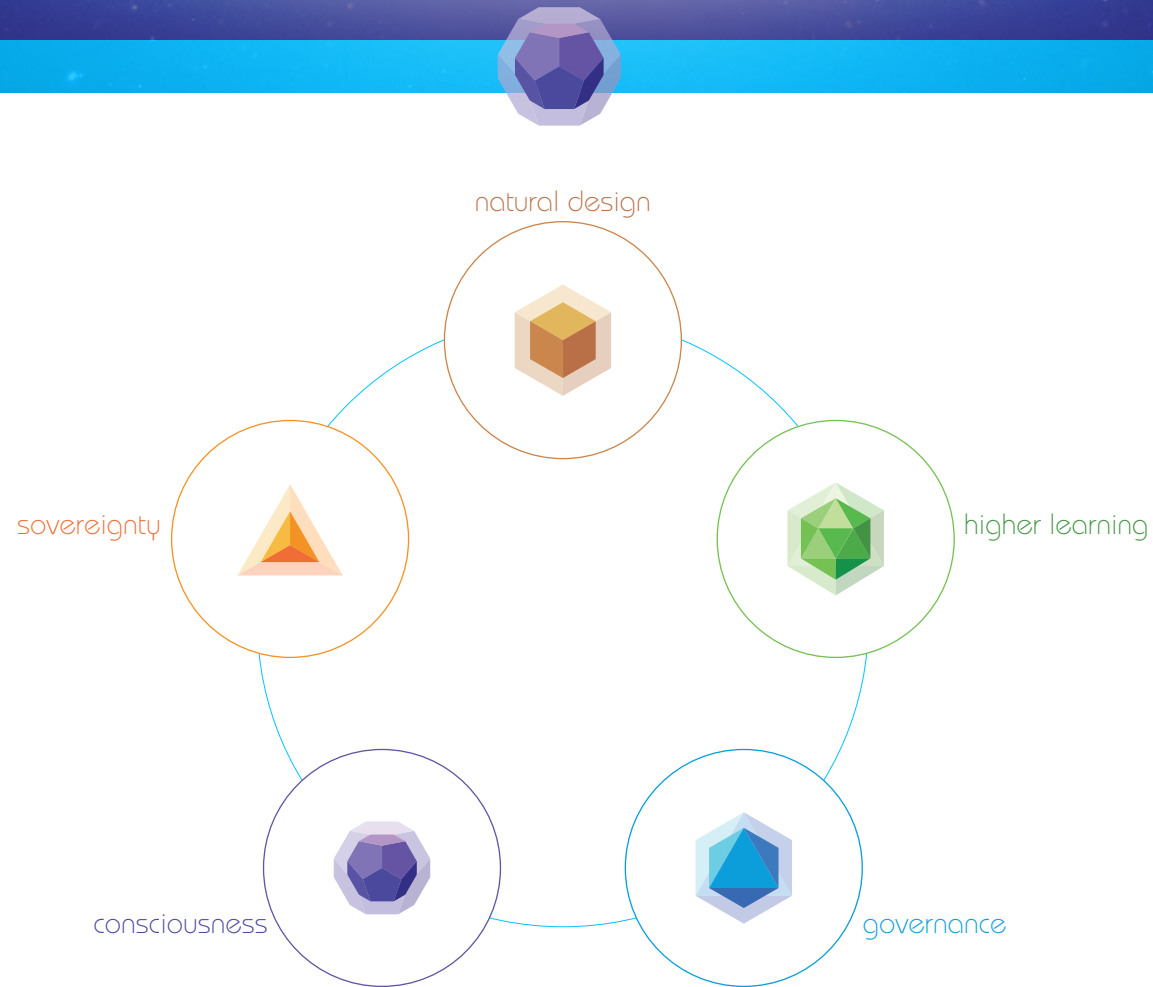 natural design
sovereignty
higher learning
consciousness
governance